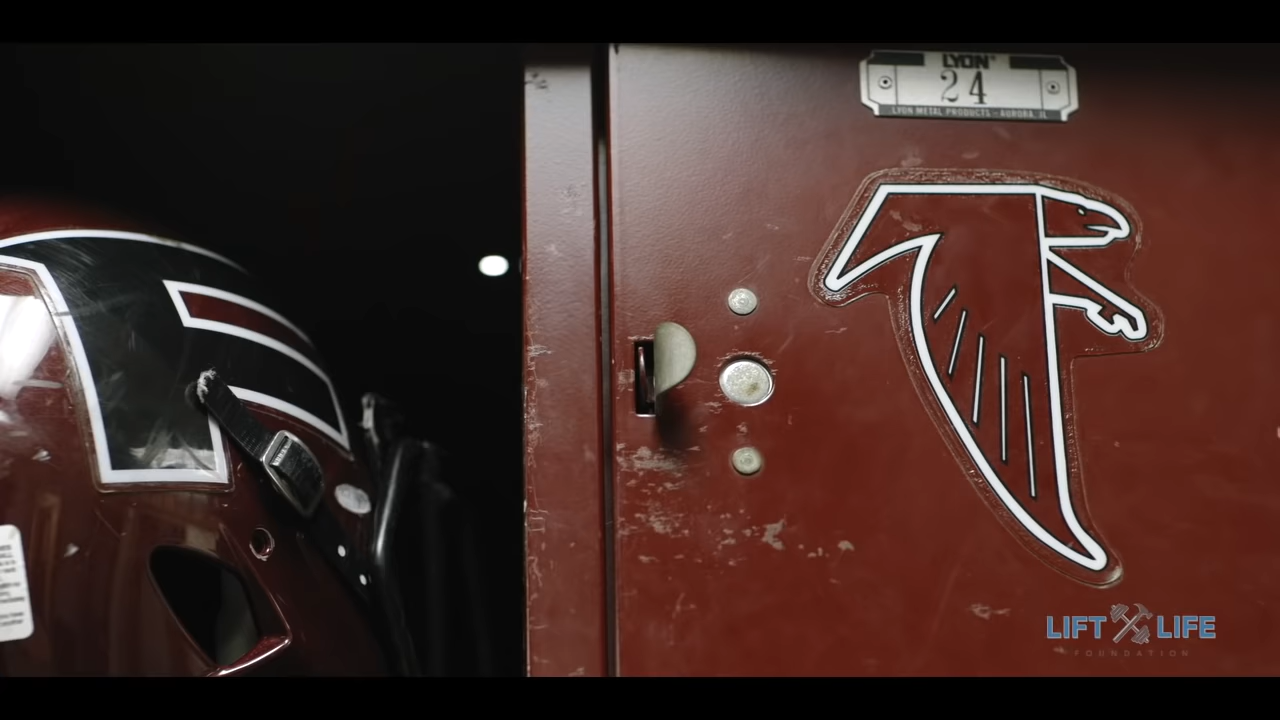 LYON
24
LYON METAL PRODUCTS - AURORA, IL
LIFT LIFE
FOUNDATION